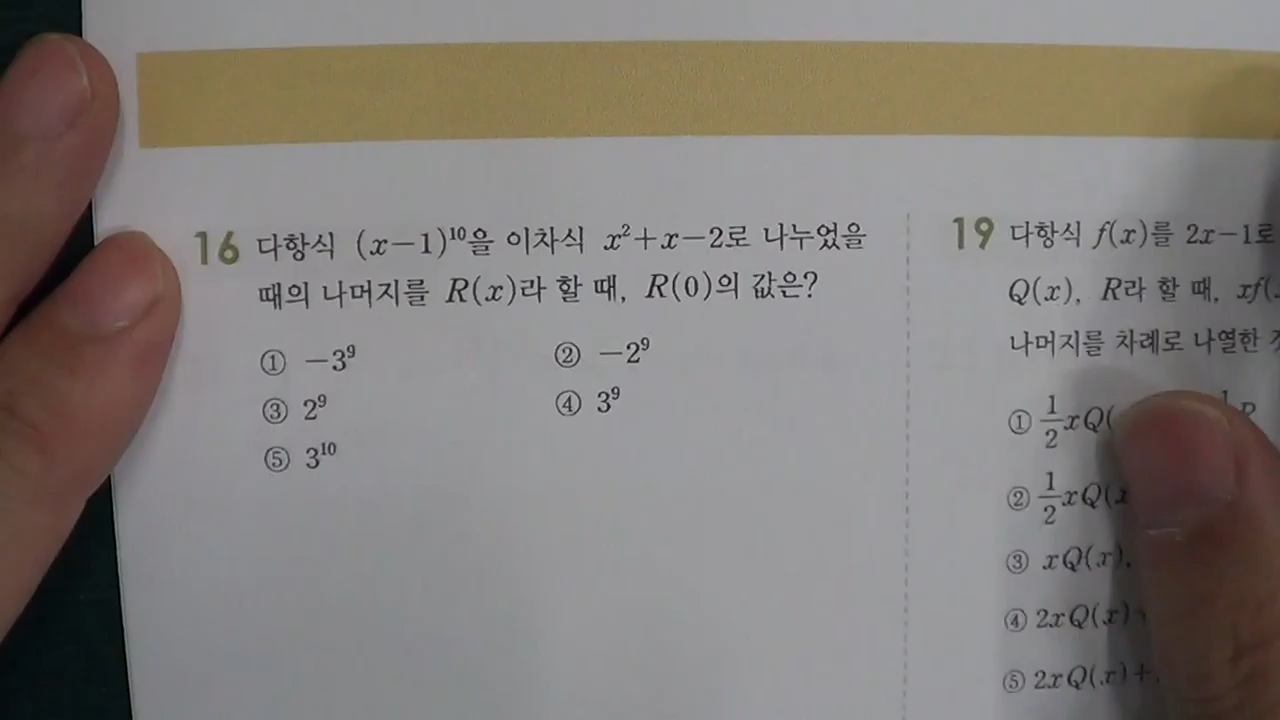 16 다항식 (x-1)¹⁰을 이차식 x²+x-2로 나누었을
때의 나머지를 R(x)라 할 때, R(0)의 값은?
① -3⁹ ② -2⁹
③ 2⁹ ④ 3⁹
⑤ 3¹⁰
19 다항식 f(x)를 2x-1로
Q(x), R라 할 때, xf(
나머지를 차례로 나열한
① 1/2 xQ(
② 1/2 xQ(x
③ xQ(x),
④ 2xQ(x)
⑤ 2xQ(x)+